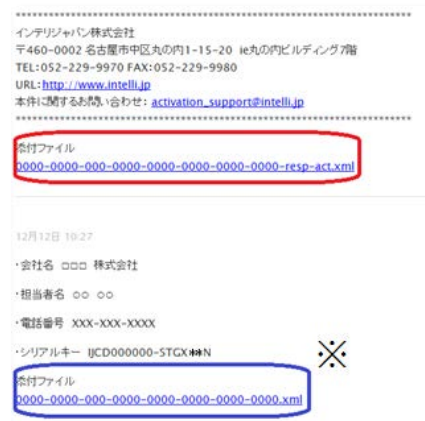 ************************************************************************
インテリジャパン株式会社
〒460-0002 名古屋市中区丸の内1-15-20 ie丸の内ビルディング7階
TEL:052-229-9970 FAX:052-229-9980
URL:http://www.intelli.jp
本件に関するお問い合わせ: activation_support@intelli.jp
************************************************************************
添付ファイル
0000-0000-000-0000-0000-0000-0000-0000-resp-act.xml
12月12日 10:27
・会社名 □□□ 株式会社
・担当者名 ○○ ○○
・電話番号 XXX-XXX-XXXX
・シリアルキー IJCD000000-STGX**N
※
添付ファイル
0000-0000-000-0000-0000-0000-0000-0000.xml